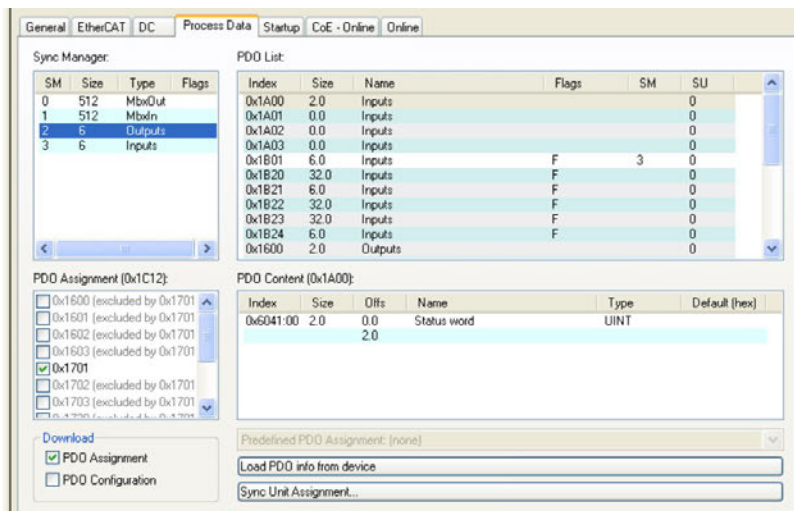 General EtherCAT DC Process Data Startup CoE - Online Online
Sync Manager:
SM Size Type Flags
0 512 MbxOut
1 512 MbxIn
2 6 Outputs
3 6 Inputs
PDO List:
Index Size Name Flags SM SU
0x1A00 2.0 Inputs 0
0x1A01 0.0 Inputs 0
0x1A02 0.0 Inputs 0
0x1A03 0.0 Inputs 0
0x1B01 6.0 Inputs F 3 0
0x1B20 32.0 Inputs F 0
0x1B21 6.0 Inputs F 0
0x1B22 32.0 Inputs F 0
0x1B23 32.0 Inputs F 0
0x1B24 6.0 Inputs F 0
0x1600 2.0 Outputs 0
PDO Assignment (0x1C12):
0x1600 (excluded by 0x1701
0x1601 (excluded by 0x1701
0x1602 (excluded by 0x1701
0x1603 (excluded by 0x1701
0x1701
0x1702 (excluded by 0x1701
0x1703 (excluded by 0x1701
PDO Content (0x1A00):
Index Size Offs Name Type Default (hex)
0x6041:00 2.0 0.0 Status word UINT
2.0
Download
PDO Assignment
PDO Configuration
Predefined PDO Assignment: (none)
Load PDO info from device
Sync Unit Assignment...